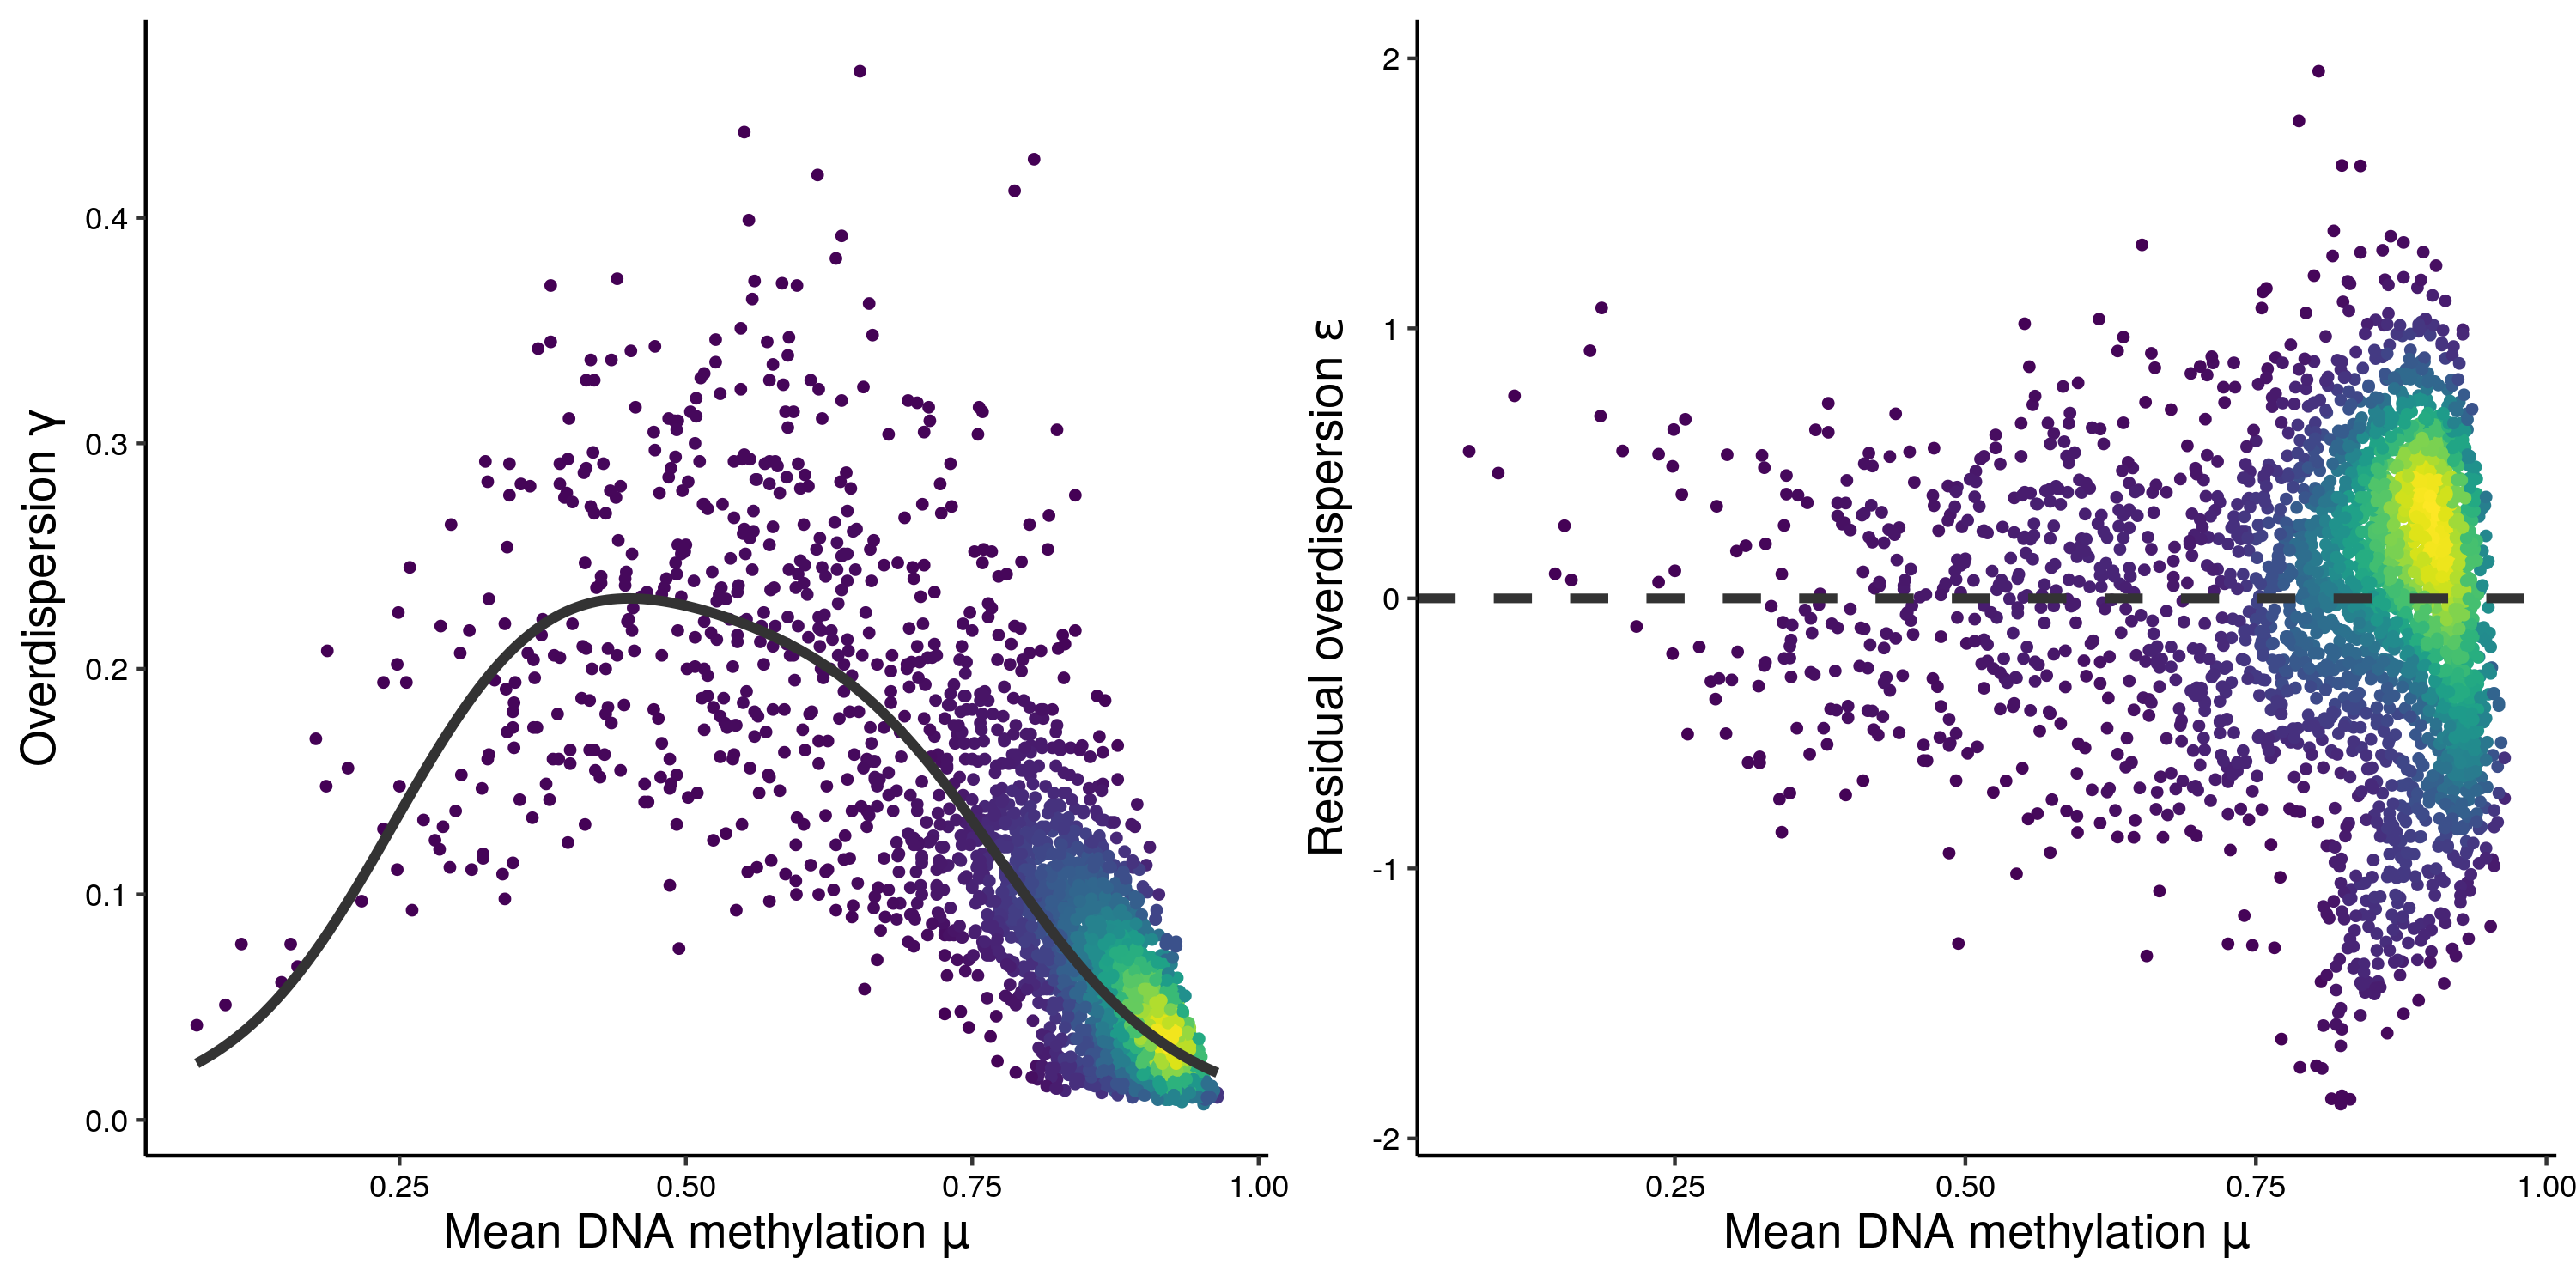 Overdispersion γ
0.4
0.3
0.2
0.1
0.0
0.25 0.50 0.75 1.00
Mean DNA methylation μ
Residual overdispersion ε
2
1
0
-1
-2
0.25 0.50 0.75 1.00
Mean DNA methylation μ